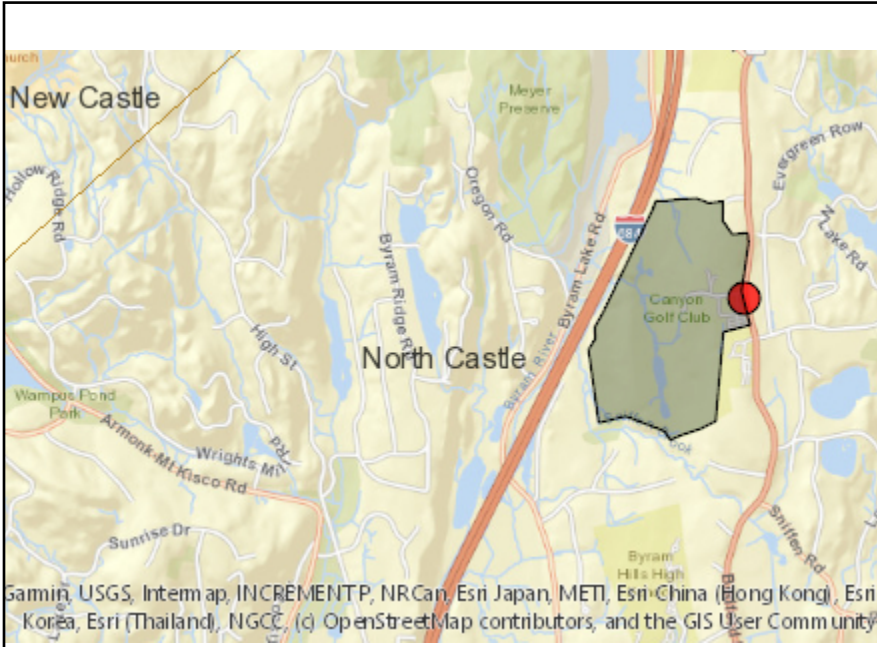 urch
New Castle
Meyer
Preserve
Hollow Ridge Rd
Evergreen Row
Oregon Rd
N Lake Rd
Byram Lake Rd
684
Byram Ridge Rd
Canyon
Golf Club
High St
North Castle
Byram River
Wampus Pond
Park
Wrights Mill Rd
Armonk Mt Kisco Rd
Sunrise Dr
Sniffen Rd
Byram
Hills High
Garmin, USGS, Intermap, INCREMENT P, NRCan, Esri Japan, METI, Esri China (Hong Kong), Esri
Korea, Esri (Thailand), NGCC, (c) OpenStreetMap contributors, and the GIS User Community